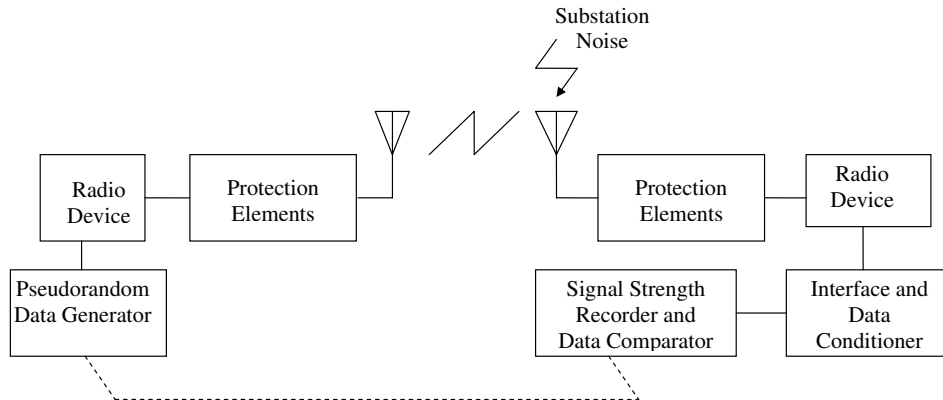 Substation
Noise
Radio
Device
Protection
Elements
Protection
Elements
Radio
Device
Pseudorandom
Data Generator
Signal Strength
Recorder and
Data Comparator
Interface and
Data
Conditioner